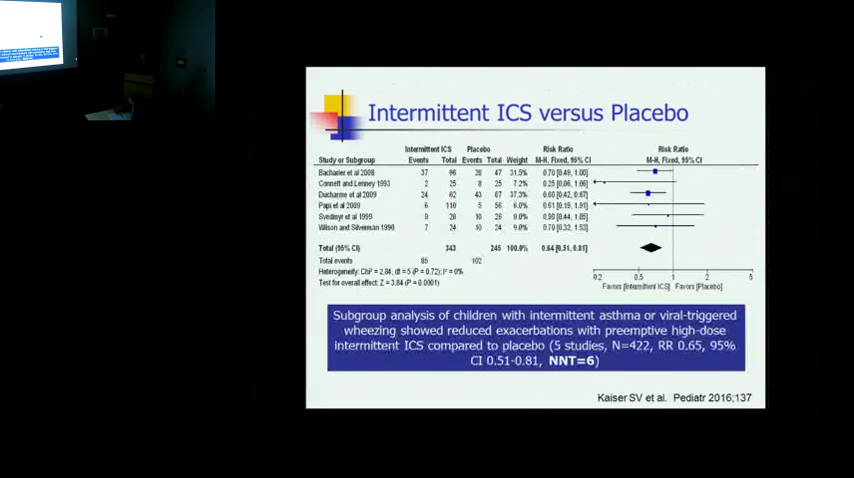 Intermittent ICS versus Placebo
Intermittent ICS Placebo Risk Ratio Risk Ratio
Study or Subgroup Events Total Events Total Weight M-H, Fixed, 95% CI M-H, Fixed, 95% CI
Bacharier et al 2008 37 96 26 47 31.5% 0.70 [0.49, 1.00]
Connett and Lenney 1993 2 25 8 25 7.2% 0.25 [0.06, 1.06]
Ducharme et al 2009 24 62 43 67 37.3% 0.60 [0.42, 0.87]
Papi et al 2009 6 110 5 56 6.0% 0.61 [0.19, 1.91]
Svedmyr et al 1999 9 26 10 26 9.0% 0.90 [0.44, 1.85]
Wilson and Silverman 1990 7 24 10 24 9.0% 0.70 [0.32, 1.53]
Total (95% CI) 343 245 100.0% 0.64 [0.51, 0.81]
Total events 85 102
Heterogeneity: Chi² = 2.84, df = 5 (P = 0.72); I² = 0%
Test for overall effect: Z = 3.84 (P = 0.0001)
0.2 0.5 1 2 5
Favors [Intermittent ICS] Favors [Placebo]
Subgroup analysis of children with intermittent asthma or viral-triggered
wheezing showed reduced exacerbations with preemptive high-dose
intermittent ICS compared to placebo (5 studies, N=422, RR 0.65, 95%
CI 0.51-0.81, NNT=6)
Kaiser SV et al. Pediatr 2016;137